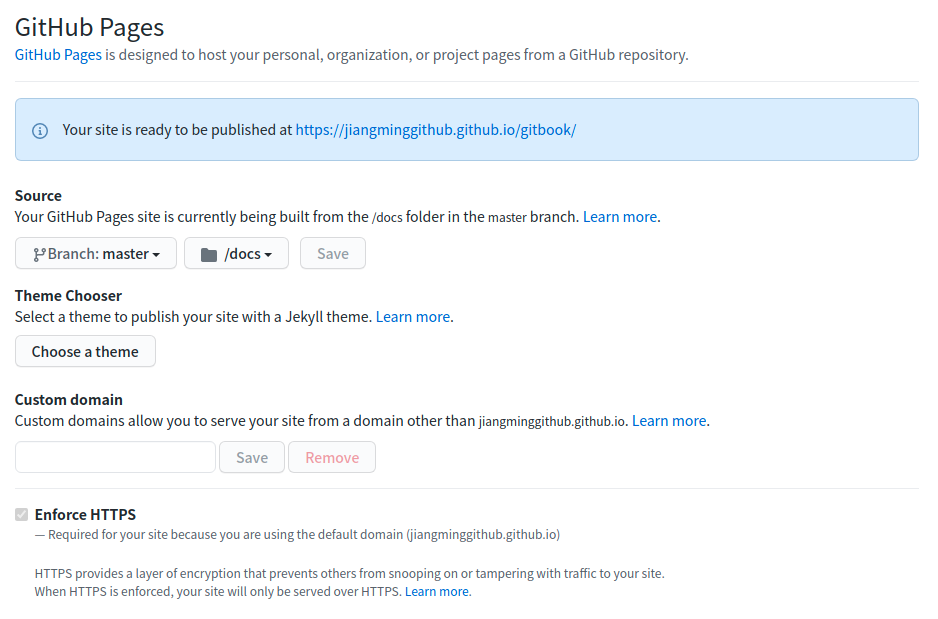 GitHub Pages
GitHub Pages is designed to host your personal, organization, or project pages from a GitHub repository.
Your site is ready to be published at https://jiangminggithub.github.io/gitbook/
Source
Your GitHub Pages site is currently being built from the /docs folder in the master branch. Learn more.
Branch: master /docs Save
Theme Chooser
Select a theme to publish your site with a Jekyll theme. Learn more.
Choose a theme
Custom domain
Custom domains allow you to serve your site from a domain other than jiangminggithub.github.io. Learn more.
Save Remove
Enforce HTTPS
— Required for your site because you are using the default domain (jiangminggithub.github.io)
HTTPS provides a layer of encryption that prevents others from snooping on or tampering with traffic to your site.
When HTTPS is enforced, your site will only be served over HTTPS. Learn more.